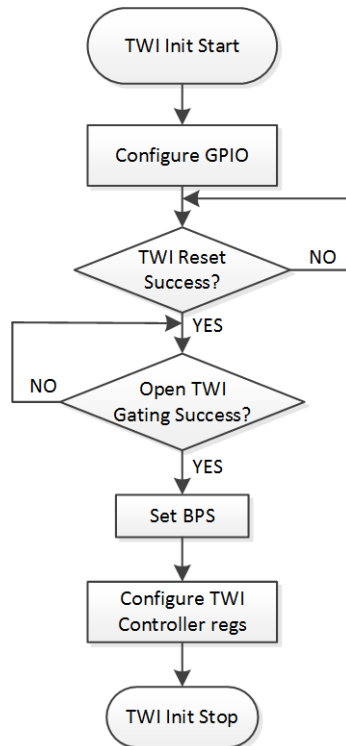 TWI Init Start
Configure GPIO
TWI Reset
Success?
NO
YES
NO
Open TWI
Gating Success?
YES
Set BPS
Configure TWI
Controller regs
TWI Init Stop